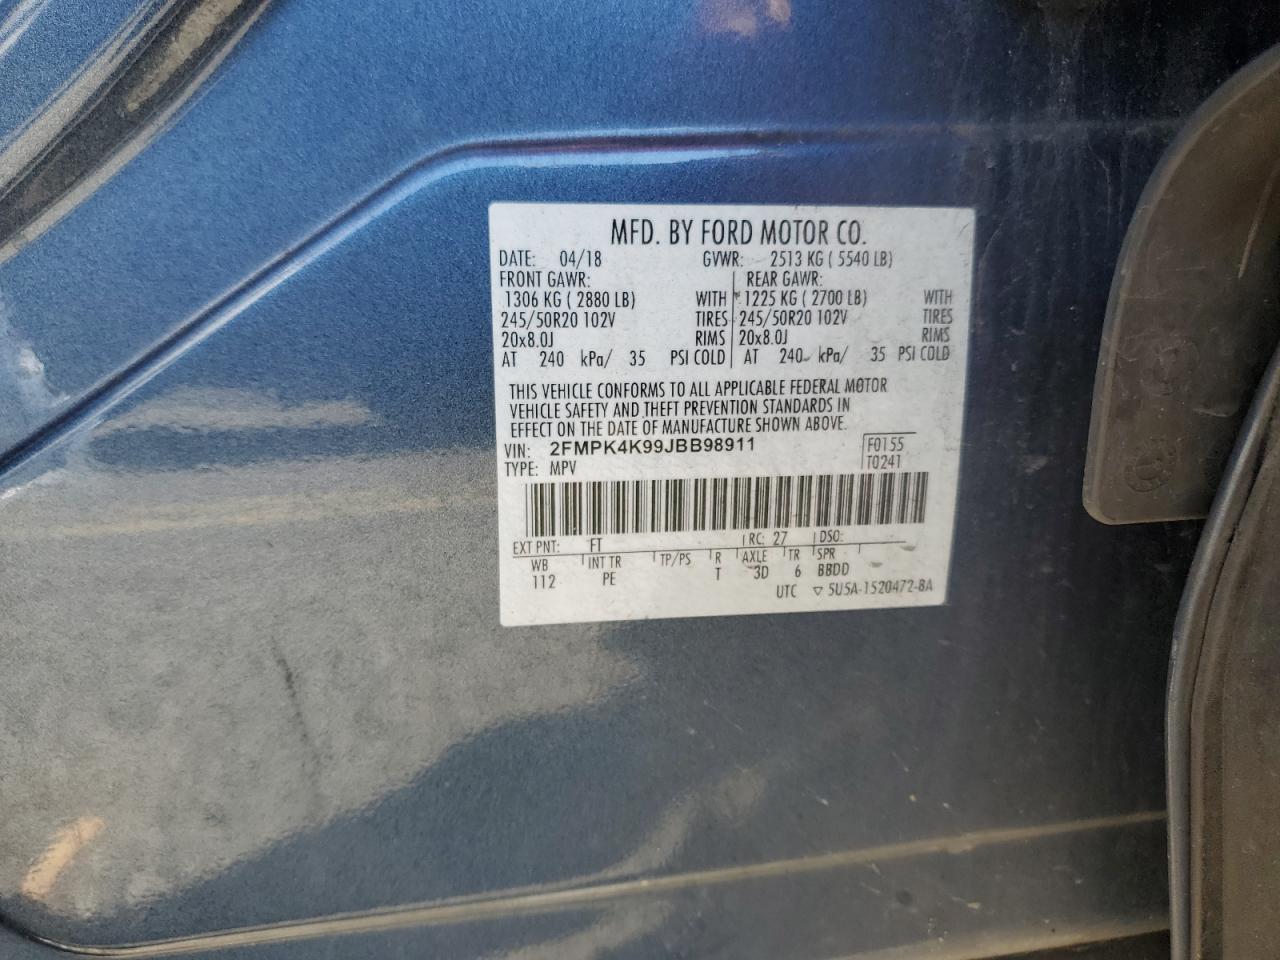 MFD. BY FORD MOTOR CO.
DATE: 04/18 GVWR: 2513 KG ( 5540 LB)
FRONT GAWR: REAR GAWR:
1306 KG ( 2880 LB) WITH 1225 KG ( 2700 LB) WITH
245/50R20 102V TIRES 245/50R20 102V TIRES
20x8.0J RIMS 20x8.0J RIMS
AT 240 kPa/ 35 PSI COLD AT 240 kPa/ 35 PSI COLD
THIS VEHICLE CONFORMS TO ALL APPLICABLE FEDERAL MOTOR
VEHICLE SAFETY AND THEFT PREVENTION STANDARDS IN
EFFECT ON THE DATE OF MANUFACTURE SHOWN ABOVE.
VIN: 2FMPK4K99JBB98911 F0155
TYPE: MPV T0241
EXT PNT: FT RC: 27 DSO:
WB INT TR TP/PS R AXLE TR SPR
112 PE T 3D 6 BBDD
UTC ▽ 5U5A-1520472-BA